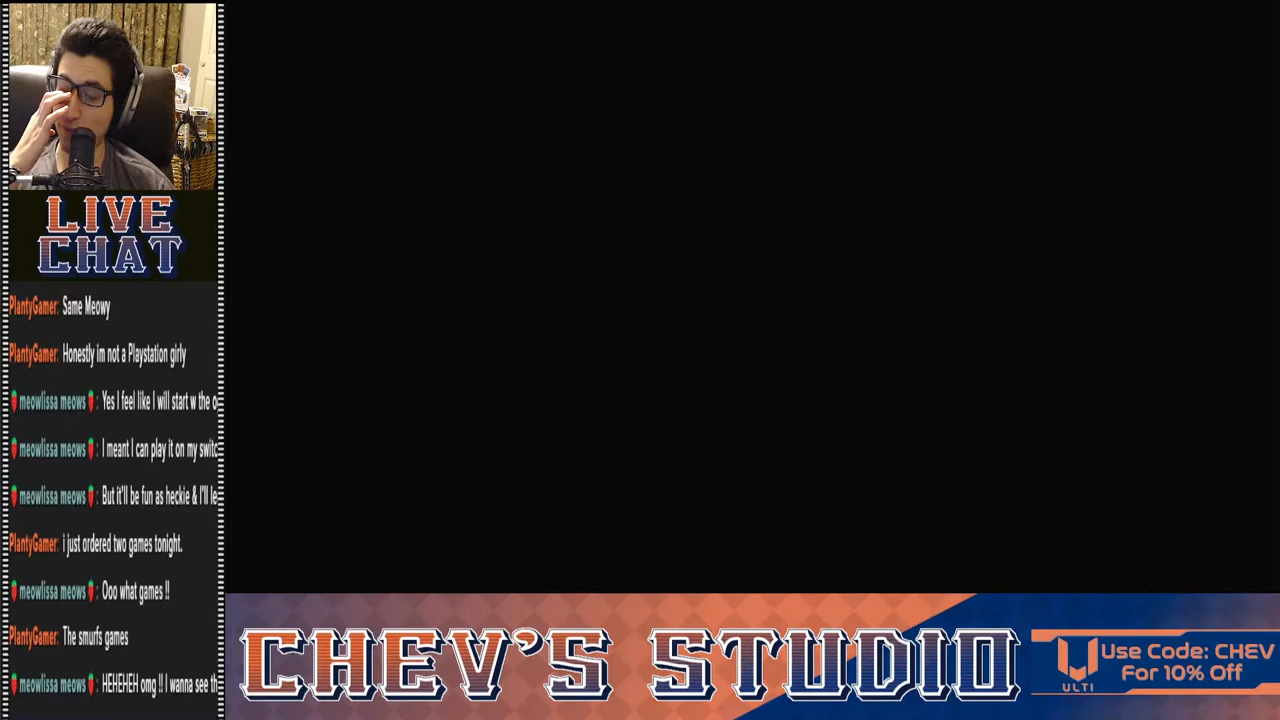 LIVE
CHAT
PlantyGamer: Same Meowy
PlantyGamer: Honestly im not a Playstation girly
meowlissa meows: Yes I feel like I will start w the o
meowlissa meows: I meant I can play it on my switc
meowlissa meows: But it'll be fun as heckie & I'll le
PlantyGamer: i just ordered two games tonight.
meowlissa meows: Ooo what games !!
PlantyGamer: The smurfs games
meowlissa meows: HEHEHEH omg !! I wanna see th
CHEV'S STUDIO
ULTI
Use Code: CHEV
For 10% Off